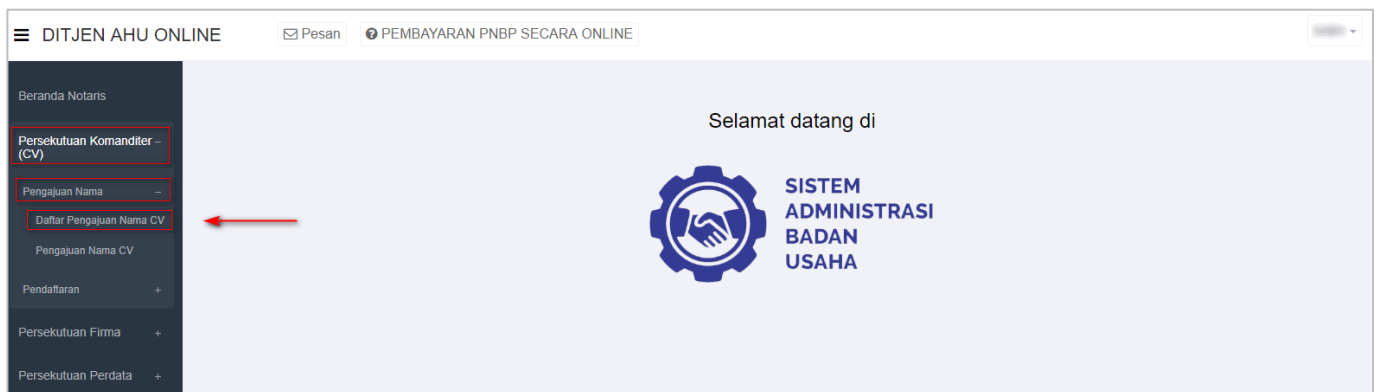 DITJEN AHU ONLINE
Pesan
PEMBAYARAN PNBP SECARA ONLINE
Beranda Notaris
Persekutuan Komanditer –
(CV)
Pengajuan Nama –
Daftar Pengajuan Nama CV
Pengajuan Nama CV
Pendaftaran +
Persekutuan Firma +
Persekutuan Perdata +
Selamat datang di
SISTEM
ADMINISTRASI
BADAN
USAHA